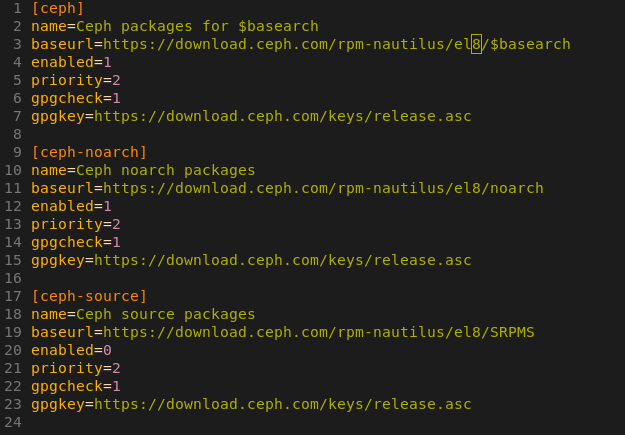 1 [ceph]
2 name=Ceph packages for $basearch
3 baseurl=https://download.ceph.com/rpm-nautilus/el8/$basearch
4 enabled=1
5 priority=2
6 gpgcheck=1
7 gpgkey=https://download.ceph.com/keys/release.asc
8
9 [ceph-noarch]
10 name=Ceph noarch packages
11 baseurl=https://download.ceph.com/rpm-nautilus/el8/noarch
12 enabled=1
13 priority=2
14 gpgcheck=1
15 gpgkey=https://download.ceph.com/keys/release.asc
16
17 [ceph-source]
18 name=Ceph source packages
19 baseurl=https://download.ceph.com/rpm-nautilus/el8/SRPMS
20 enabled=0
21 priority=2
22 gpgcheck=1
23 gpgkey=https://download.ceph.com/keys/release.asc
24